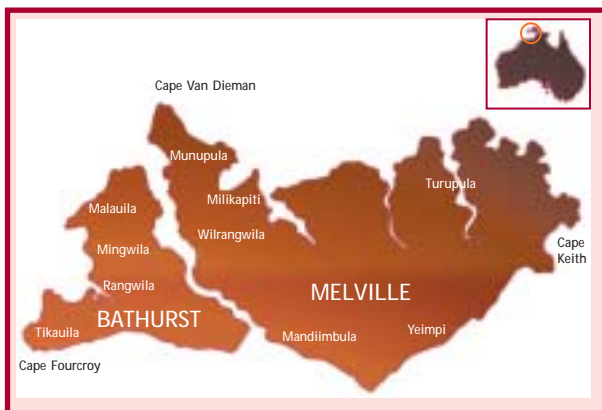 Cape Van Dieman
Munupula
Turupula
Milikapiti
Malauila
Wilrangwila
Mingwila
Cape
Keith
Rangwila
MELVILLE
BATHURST
Tikauila
Mandiimbula
Yeimpi
Cape Fourcroy